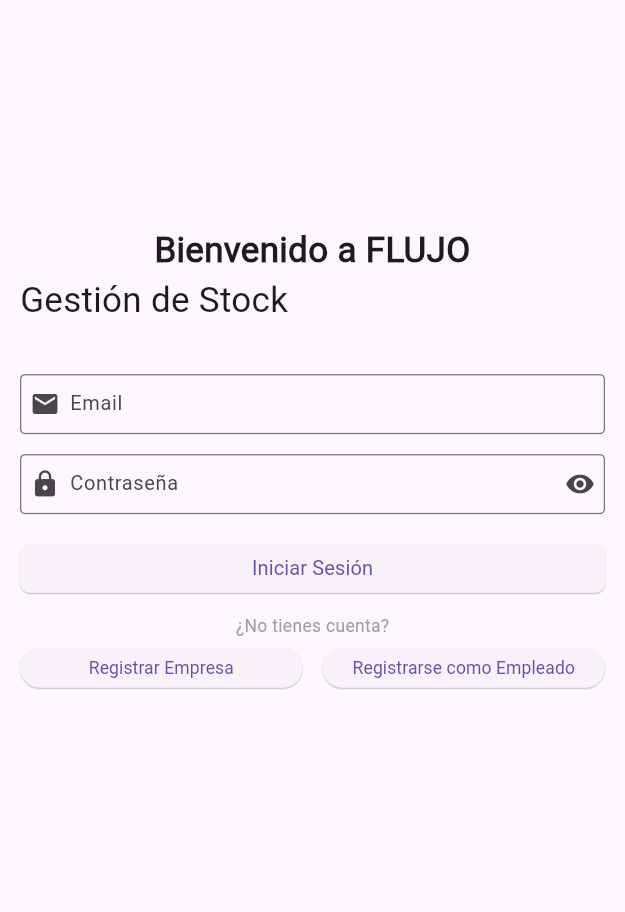 Bienvenido a FLUJO
Gestión de Stock
Email
Contraseña
Iniciar Sesión
¿No tienes cuenta?
Registrar Empresa
Registrarse como Empleado